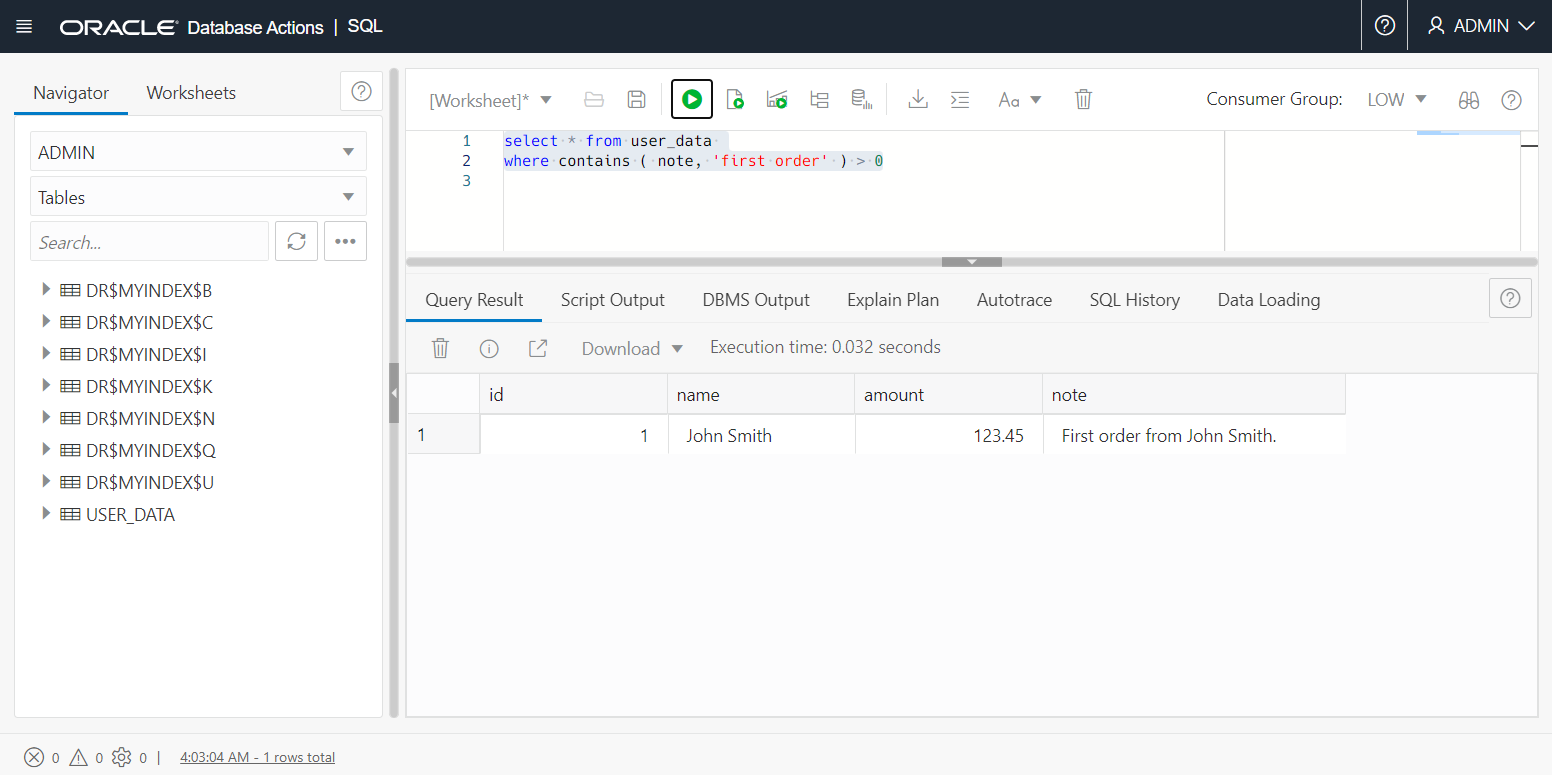 ORACLE® Database Actions | SQL
ADMIN
Navigator
Worksheets
ADMIN
Tables
Search...
DR$MYINDEX$B
DR$MYINDEX$C
DR$MYINDEX$I
DR$MYINDEX$K
DR$MYINDEX$N
DR$MYINDEX$Q
DR$MYINDEX$U
USER_DATA
[Worksheet]*
Aa
Consumer Group: LOW
1 select * from user_data
2 where contains ( note, 'first order' ) > 0
3
Query Result Script Output DBMS Output Explain Plan Autotrace SQL History Data Loading
Download Execution time: 0.032 seconds
id name amount note
1 1 John Smith 123.45 First order from John Smith.
0 0 0 | 4:03:04 AM - 1 rows total